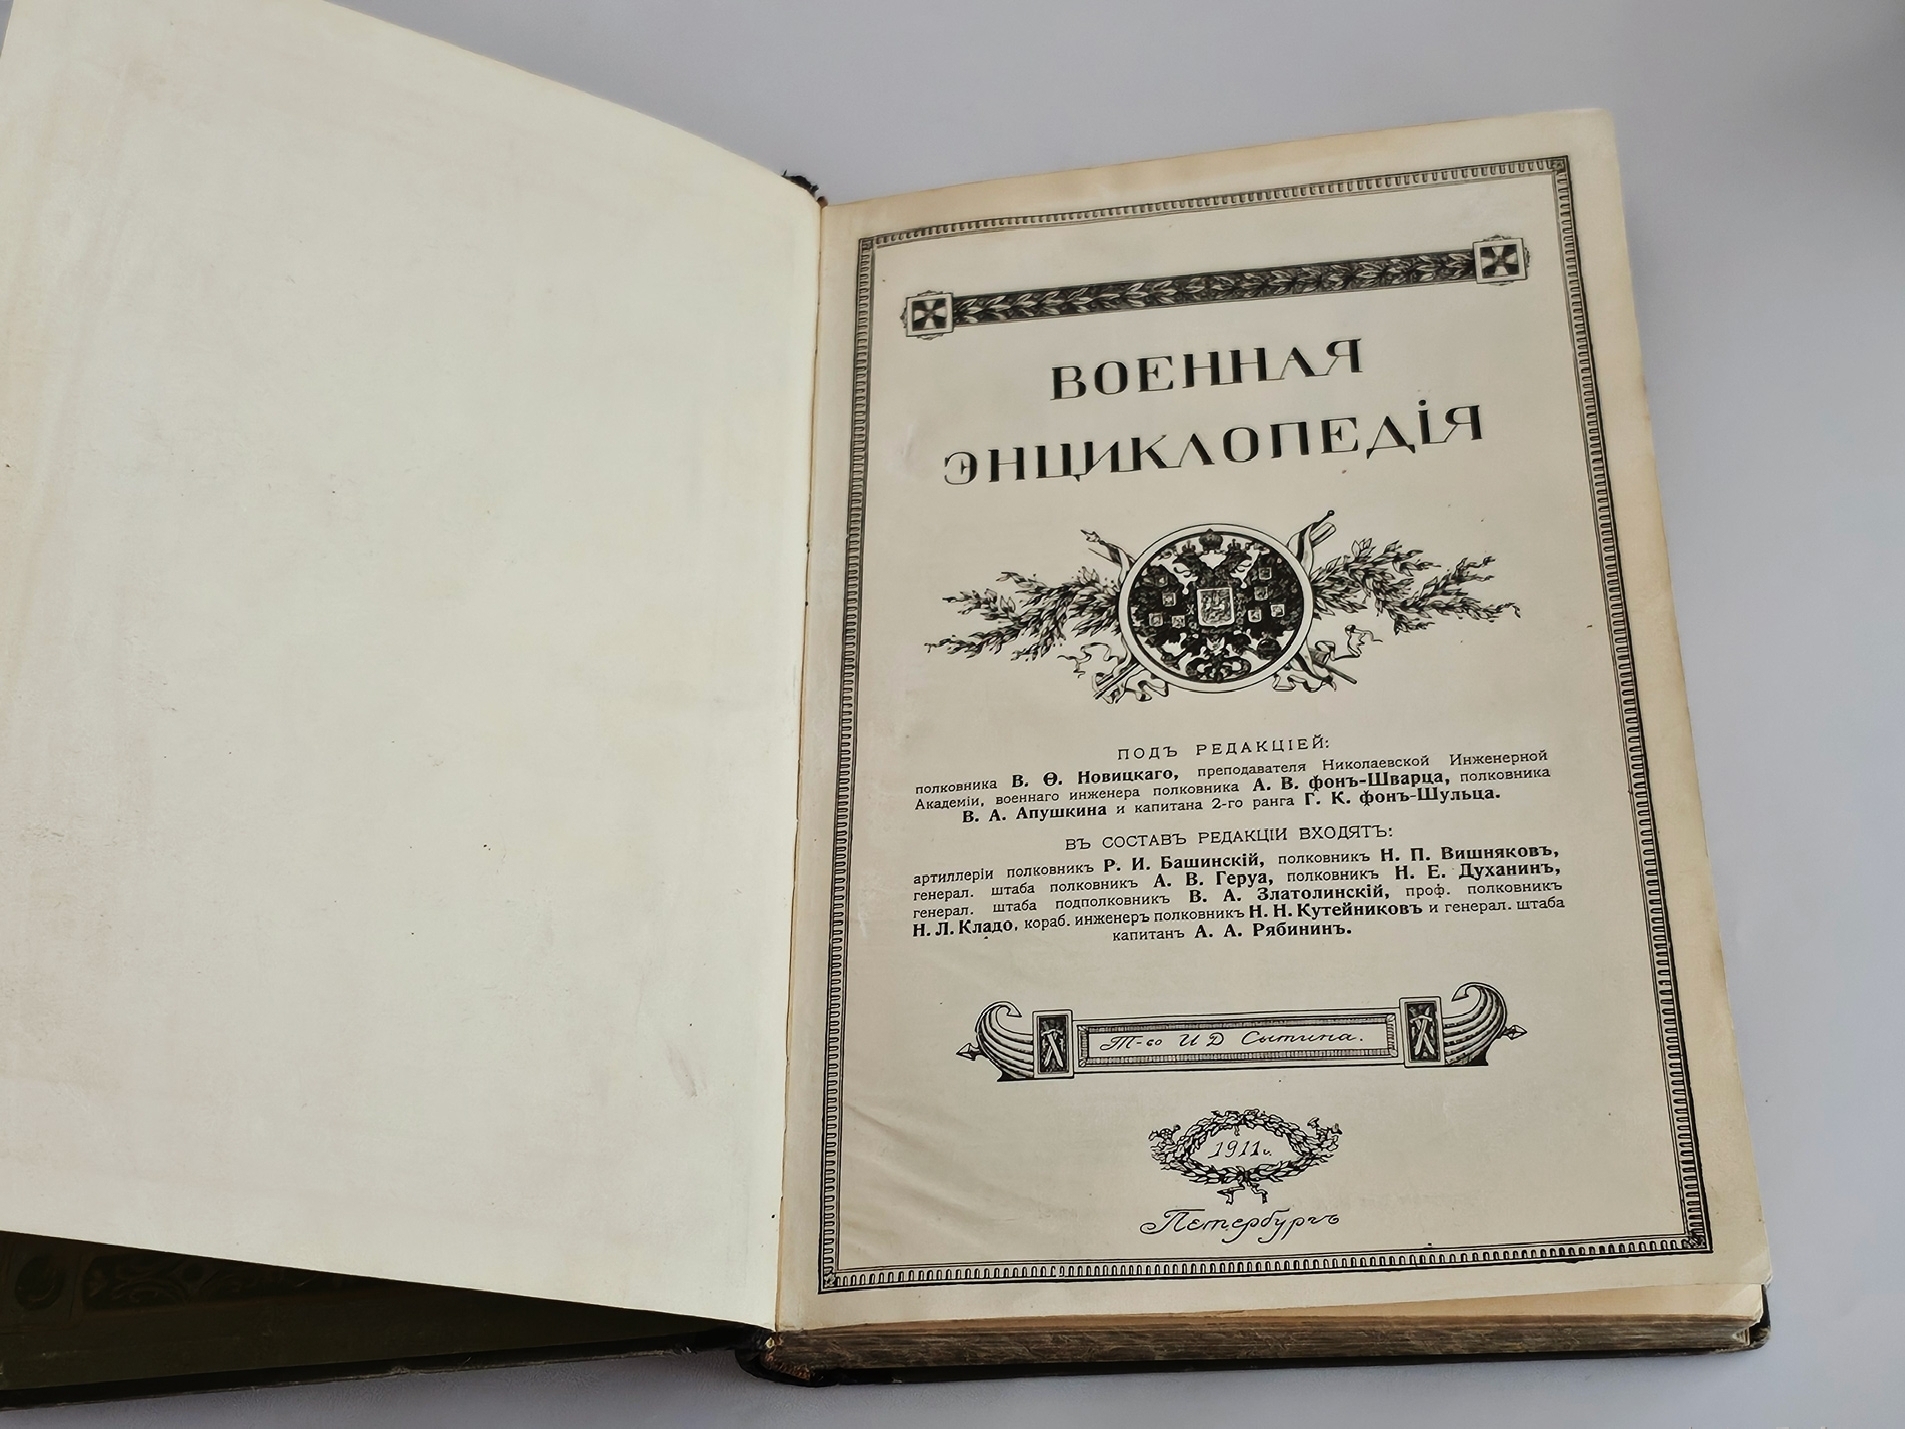 ВОЕННАЯ
ЭНЦИКЛОПЕДІЯ
ПОДЪ РЕДАКЦІЕЙ:
полковника В. Ѳ. Новицкаго, преподавателя Николаевской Инженерной
Академіи, военнаго инженера полковника А. В. фонъ-Шварца, полковника
В. А. Апушкина и капитана 2-го ранга Г. К. фонъ-Шульца.
ВЪ СОСТАВЪ РЕДАКЦІИ ВХОДЯТЪ:
артиллеріи полковникъ Р. И. Башинскій, полковникъ Н. П. Вишняковъ,
генерал. штаба полковникъ А. В. Геруа, полковникъ Н. Е. Духанинъ,
генерал. штаба подполковникъ В. А. Златолинскій, проф. полковникъ
Н. Л. Кладо, кораб. инженеръ полковникъ Н. Н. Кутейниковъ и генерал. штаба
капитанъ А. А. Рябининъ.
Т-во И Д Сытина.
1911 г.
Петербургъ